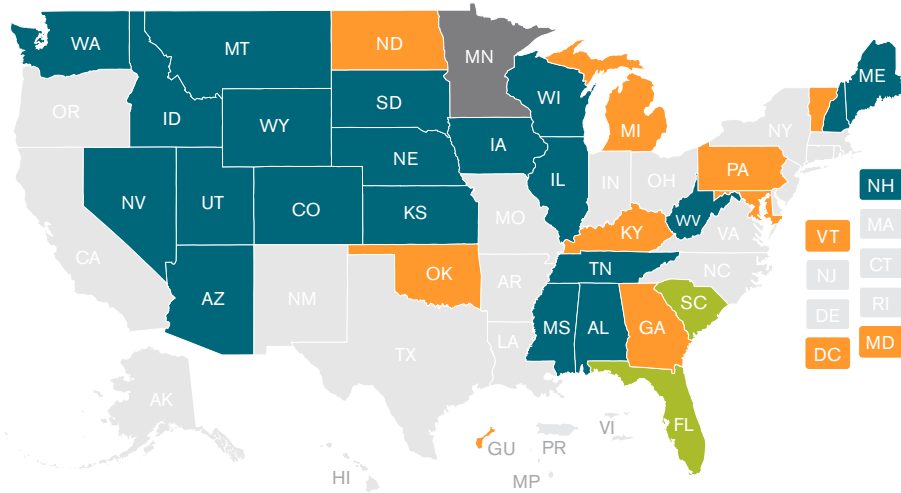 WA
MT
ND
MN
ME
OR
ID
SD
WI
WY
MI
NY
IA
NE
PA
NV
UT
CO
IL
IN
OH
NH
KS
MO
WV
VA
MA
CA
KY
VT
OK
TN
NC
CT
AZ
NM
AR
NJ
SC
RI
MS
AL
GA
DE
LA
MD
TX
DC
AK
FL
VI
GU
PR
HI
MP